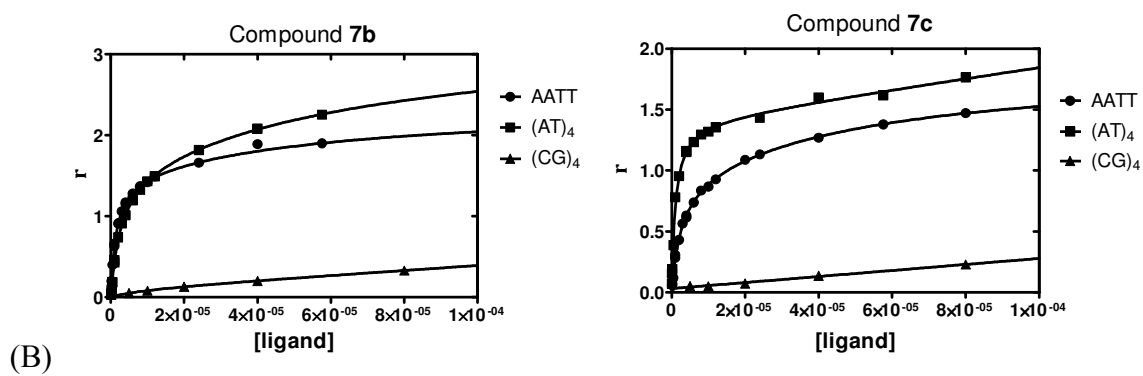 Compound 7b
3
2
1
0
r
0
2×10⁻⁰⁵
4×10⁻⁰⁵
6×10⁻⁰⁵
8×10⁻⁰⁵
1×10⁻⁰⁴
[ligand]
AATT
(AT)₄
(CG)₄
Compound 7c
2.0
1.5
1.0
0.5
0.0
r
0
2×10⁻⁰⁵
4×10⁻⁰⁵
6×10⁻⁰⁵
8×10⁻⁰⁵
1×10⁻⁰⁴
[ligand]
AATT
(AT)₄
(CG)₄
(B)